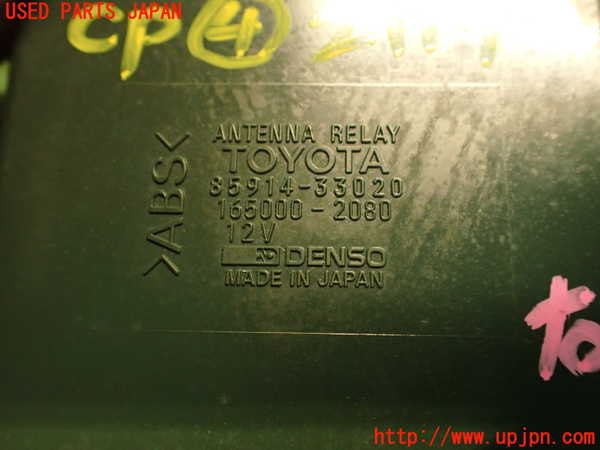 USED PARTS JAPAN
CP④
ANTENNA RELAY
TOYOTA
85914-33020
165000-2080
12V
DENSO
MADE IN JAPAN
>ABS<
http://www.upjpn.com/